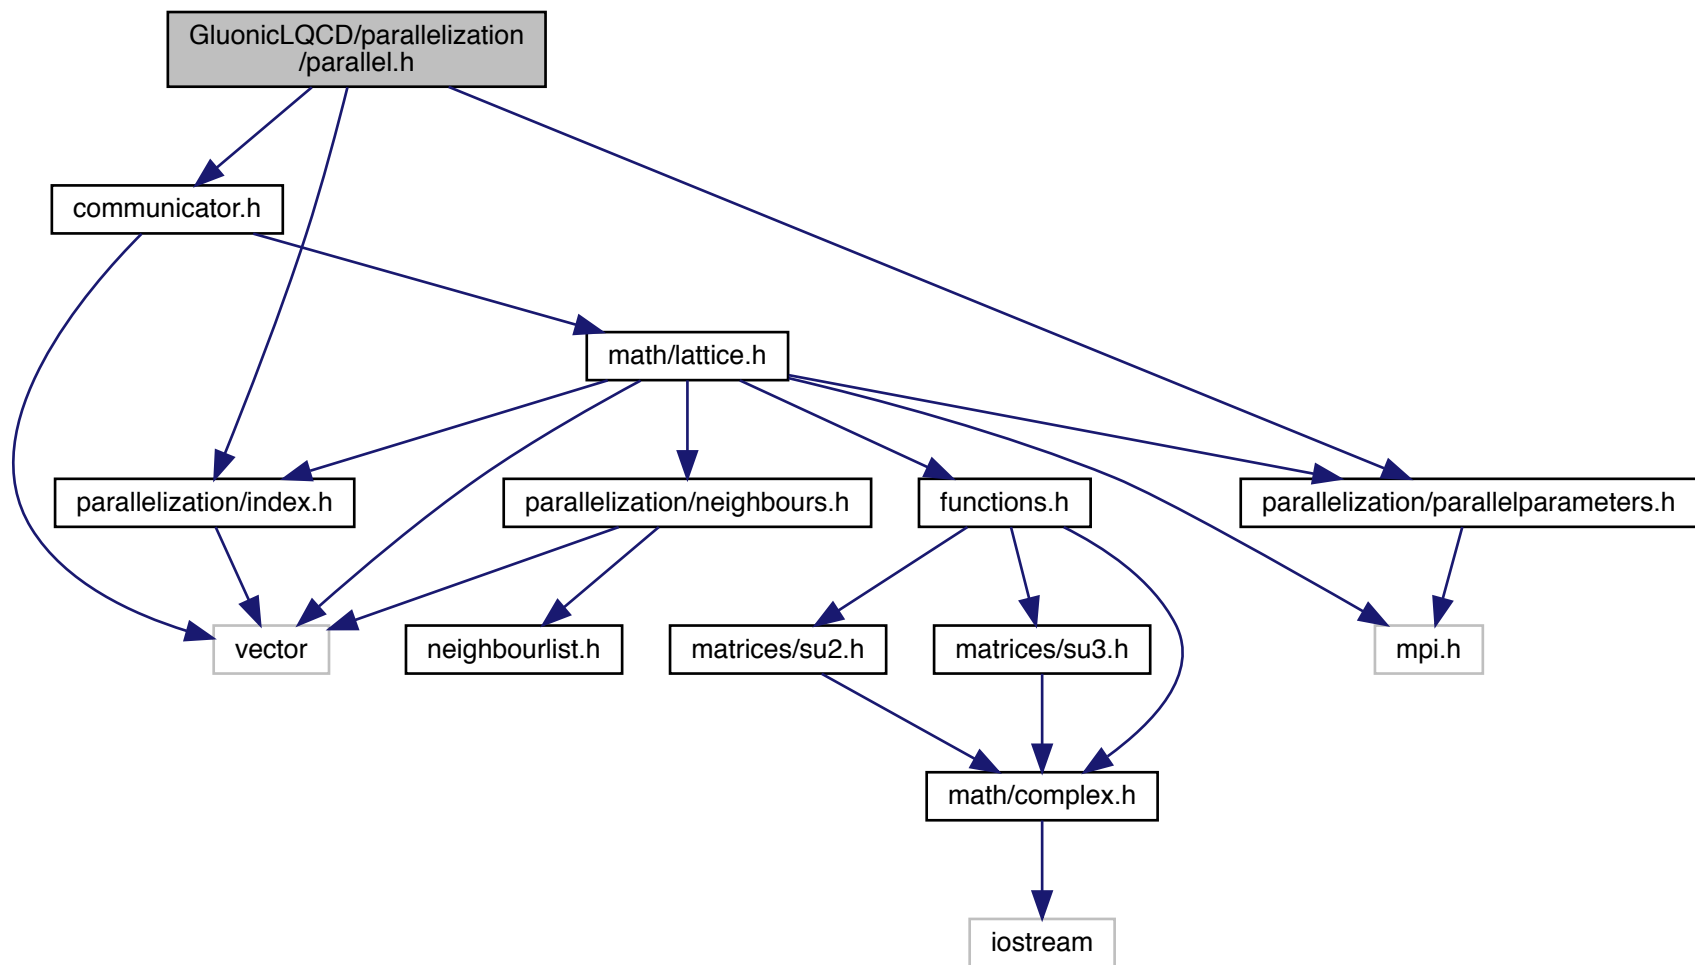 GluonicLQCD/parallelization
/parallel.h
communicator.h
math/lattice.h
parallelization/index.h
parallelization/neighbours.h
functions.h
parallelization/parallelparameters.h
vector
neighbourlist.h
matrices/su2.h
matrices/su3.h
mpi.h
math/complex.h
iostream